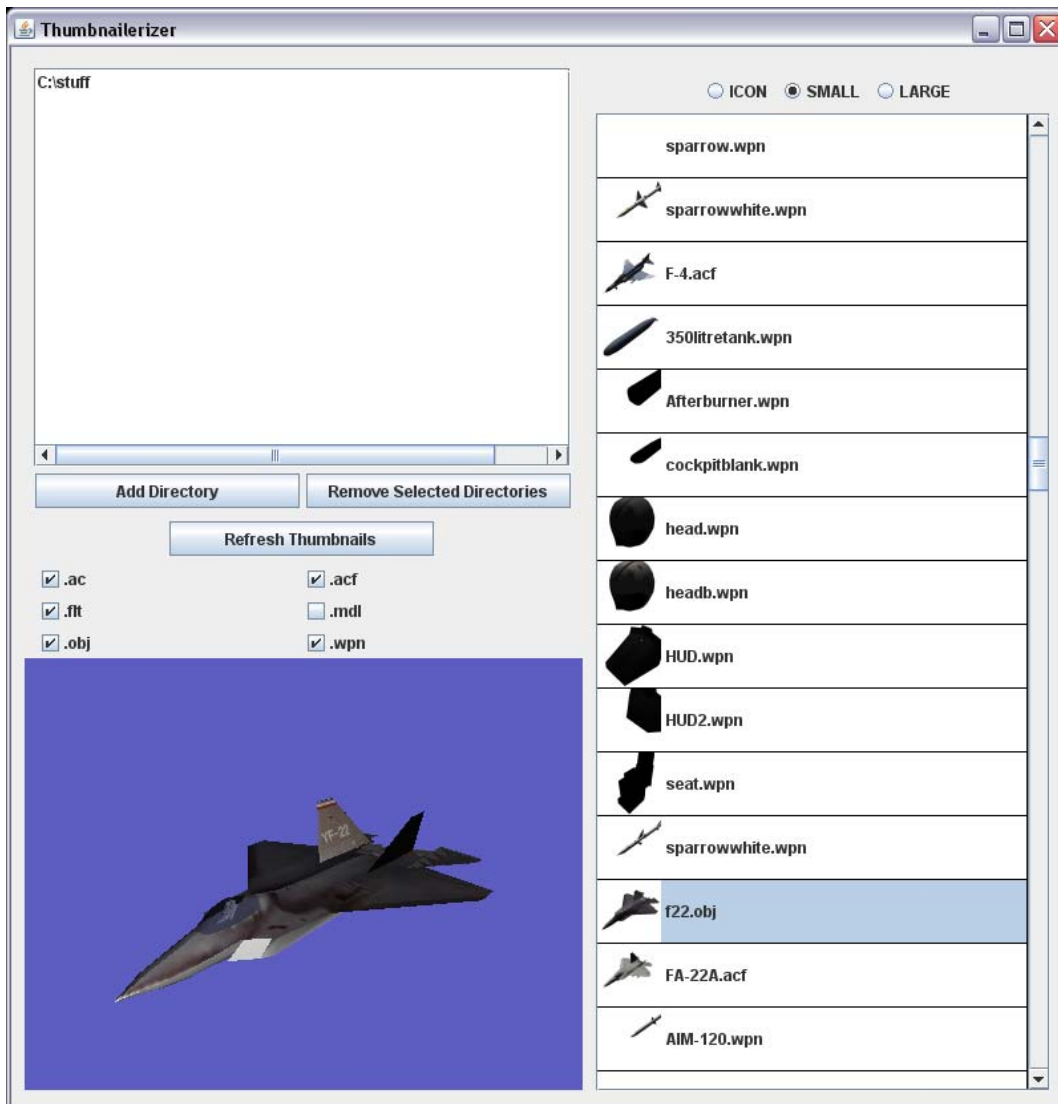 Thumbnailerizer
C:\stuff
ICON SMALL LARGE
Add Directory Remove Selected Directories
Refresh Thumbnails
.ac .acf
.flt .mdl
.obj .wpn
YF-22
sparrow.wpn
sparrowwhite.wpn
F-4.acf
350litretank.wpn
Afterburner.wpn
cockpitblank.wpn
head.wpn
headb.wpn
HUD.wpn
HUD2.wpn
seat.wpn
sparrowwhite.wpn
f22.obj
FA-22A.acf
AIM-120.wpn